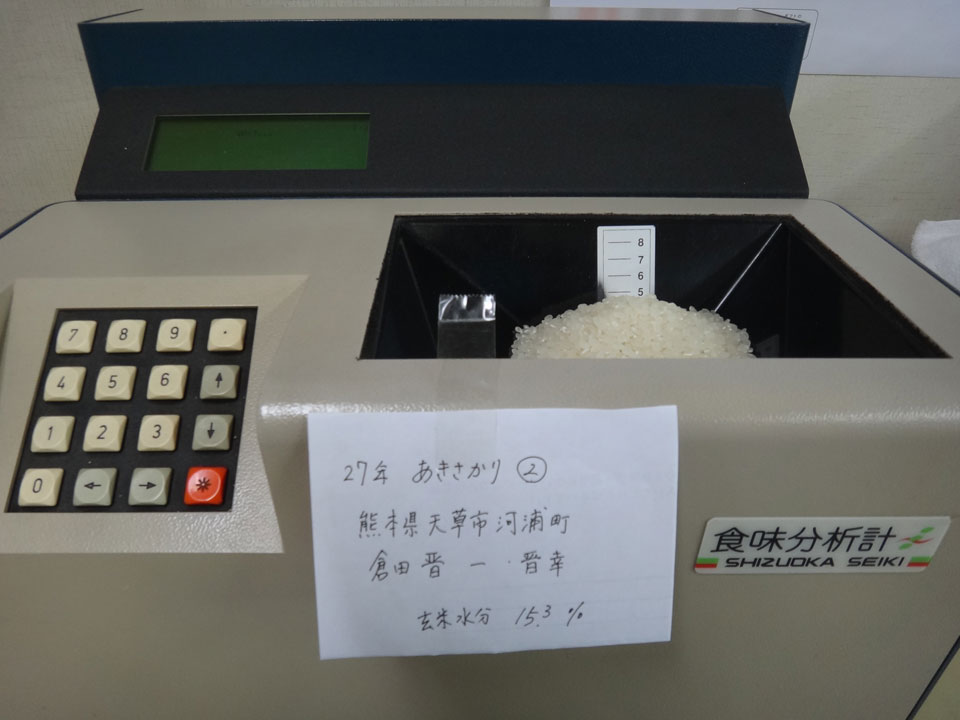 8
7
6
5
7 8 9 ·
4 5 6 ↑
1 2 3 ↓
0 ← → *
27年 あきさかり ②
熊本県天草市河浦町
倉田晋一・晋幸
玄米水分 15.3 %
食味分析計
SHIZUOKA SEIKI